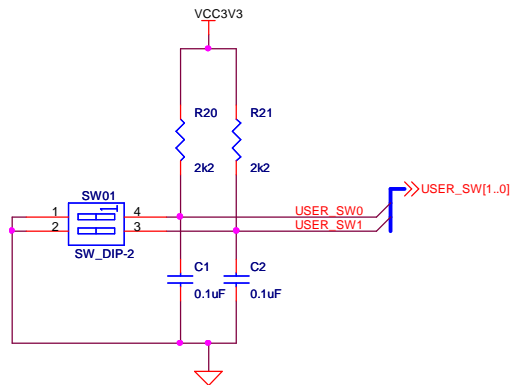 VCC3V3
R20 R21
2k2 2k2
USER_SW[1..0]
SW01
1 4 USER_SW0
2 3 USER_SW1
SW_DIP-2
C1 C2
0.1uF 0.1uF